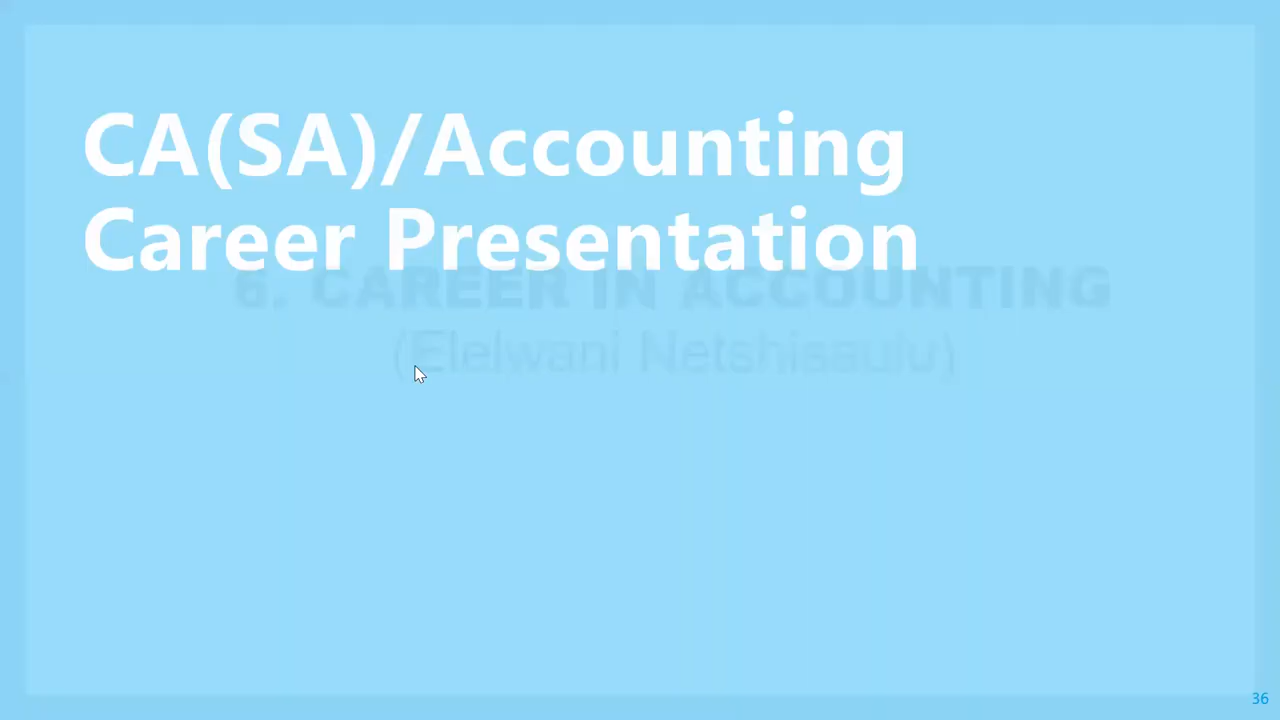 CA(SA)/Accounting
Career Presentation
6. CAREER IN ACCOUNTING
(Elelwani Netshisaulu)
36